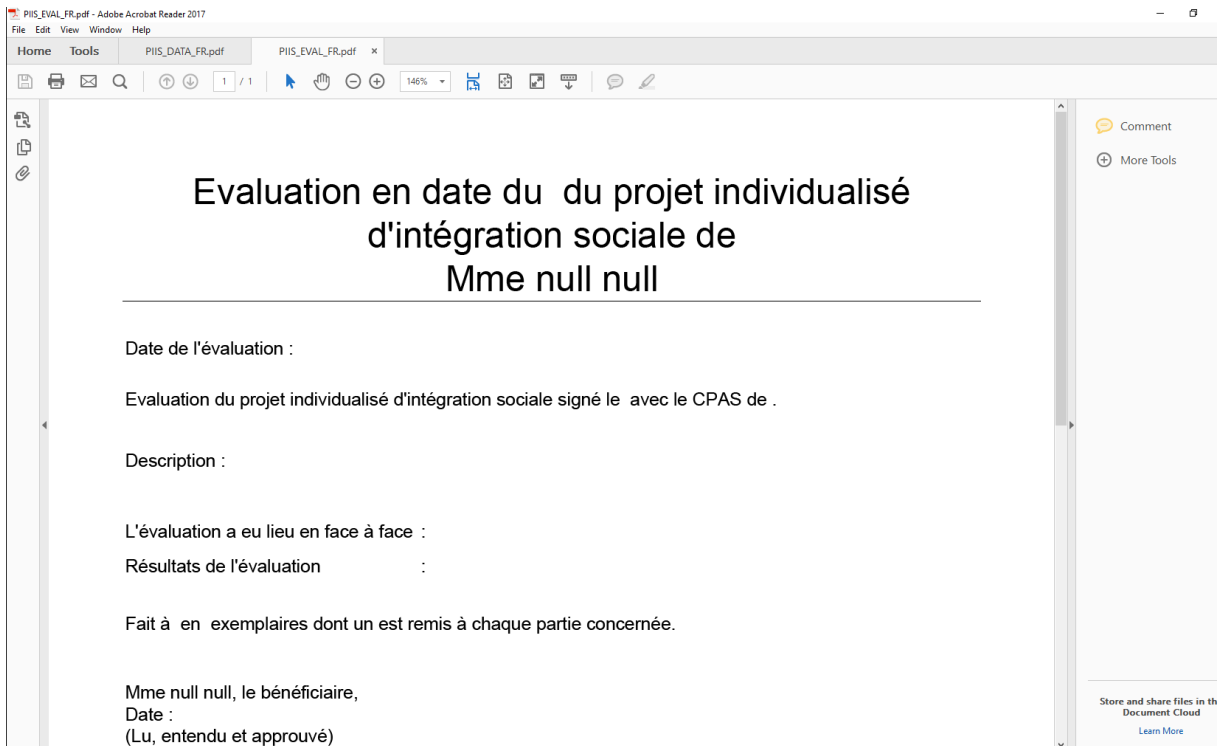 PIIS_EVAL_FR.pdf - Adobe Acrobat Reader 2017
File Edit View Window Help
Home Tools PIIS_DATA_FR.pdf PIIS_EVAL_FR.pdf ×
1 / 1 146%
Comment
More Tools
Evaluation en date du  du projet individualisé
d'intégration sociale de
Mme null null
Date de l'évaluation :
Evaluation du projet individualisé d'intégration sociale signé le  avec le CPAS de .
Description :
L'évaluation a eu lieu en face à face :
Résultats de l'évaluation :
Fait à  en  exemplaires dont un est remis à chaque partie concernée.
Mme null null, le bénéficiaire,
Date :
(Lu, entendu et approuvé)
Store and share files in th
Document Cloud
Learn More